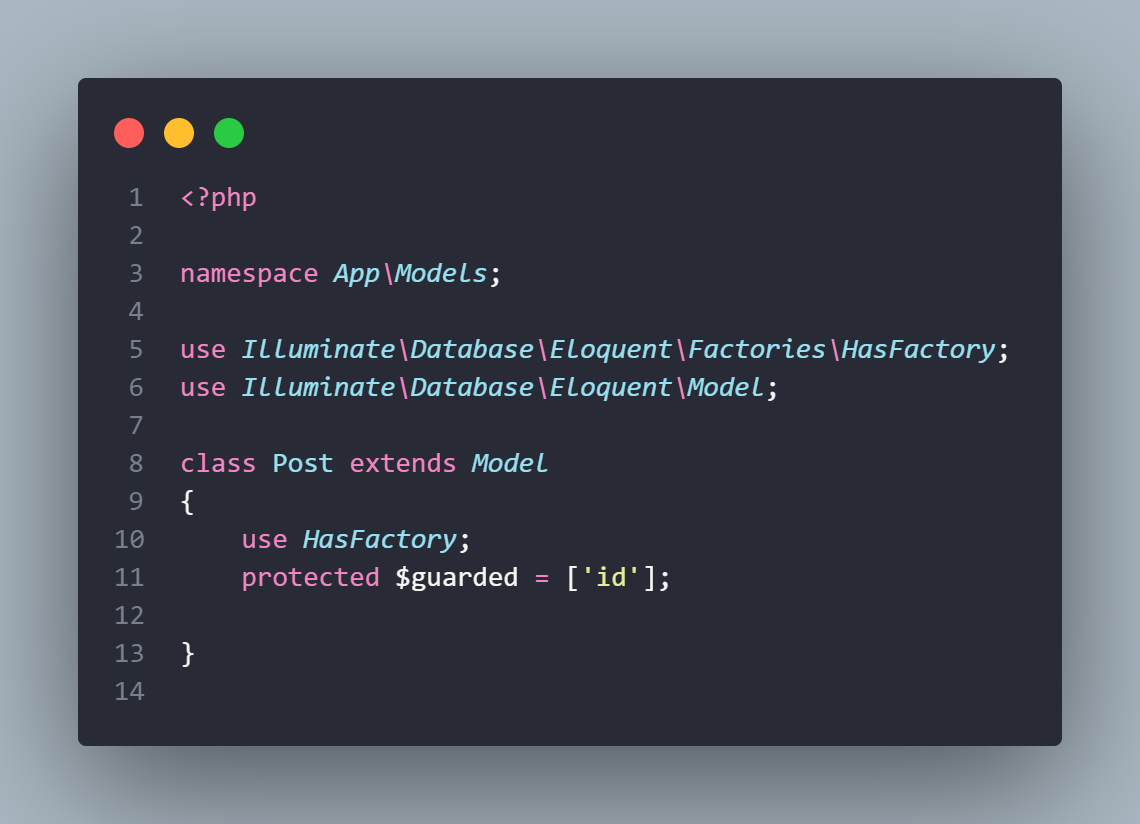 1 <?php
2
3 namespace App\Models;
4
5 use Illuminate\Database\Eloquent\Factories\HasFactory;
6 use Illuminate\Database\Eloquent\Model;
7
8 class Post extends Model
9 {
10     use HasFactory;
11     protected $guarded = ['id'];
12
13 }
14